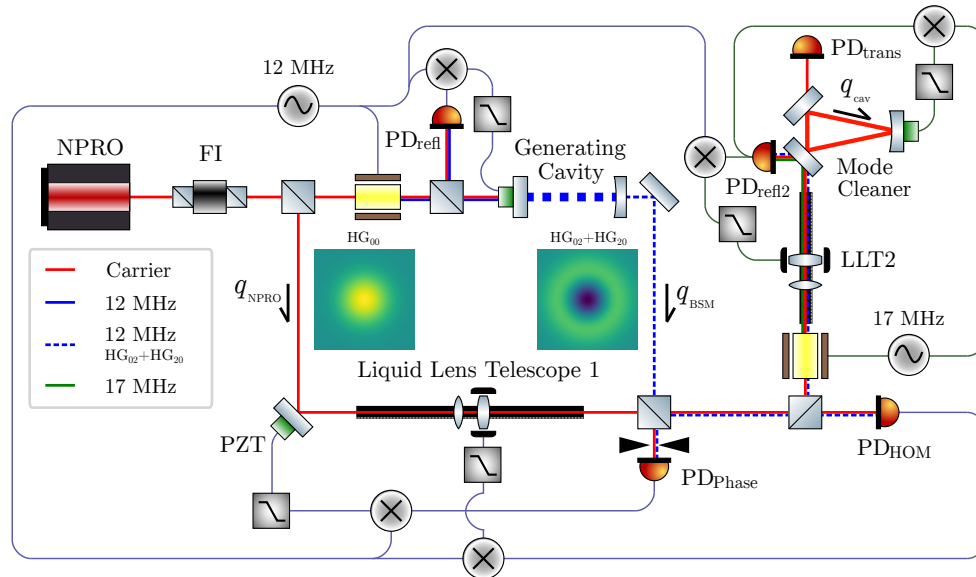 12 MHz
NPRO
FI
PD_refl
Generating
Cavity
PD_trans
q_cav
Mode
Cleaner
PD_refl2
LLT2
17 MHz
HG_00
HG_02+HG_20
q_NPRO
q_BSM
Carrier
12 MHz
12 MHz
HG_02+HG_20
17 MHz
Liquid Lens Telescope 1
PZT
PD_Phase
PD_HOM